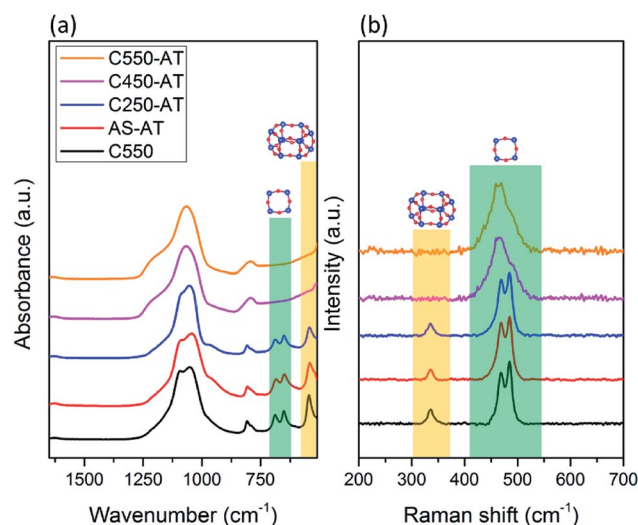 (a)
(b)
C550-AT
C450-AT
C250-AT
AS-AT
C550
Absorbance (a.u.)
Intensity (a.u.)
1500 1250 1000 750
200 300 400 500 600 700
Wavenumber (cm⁻¹)
Raman shift (cm⁻¹)